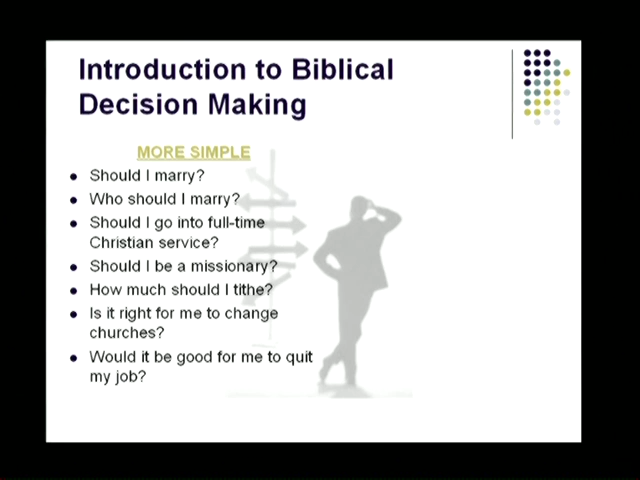 Introduction to Biblical
Decision Making
MORE SIMPLE
Should I marry?
Who should I marry?
Should I go into full-time
Christian service?
Should I be a missionary?
How much should I tithe?
Is it right for me to change
churches?
Would it be good for me to quit
my job?